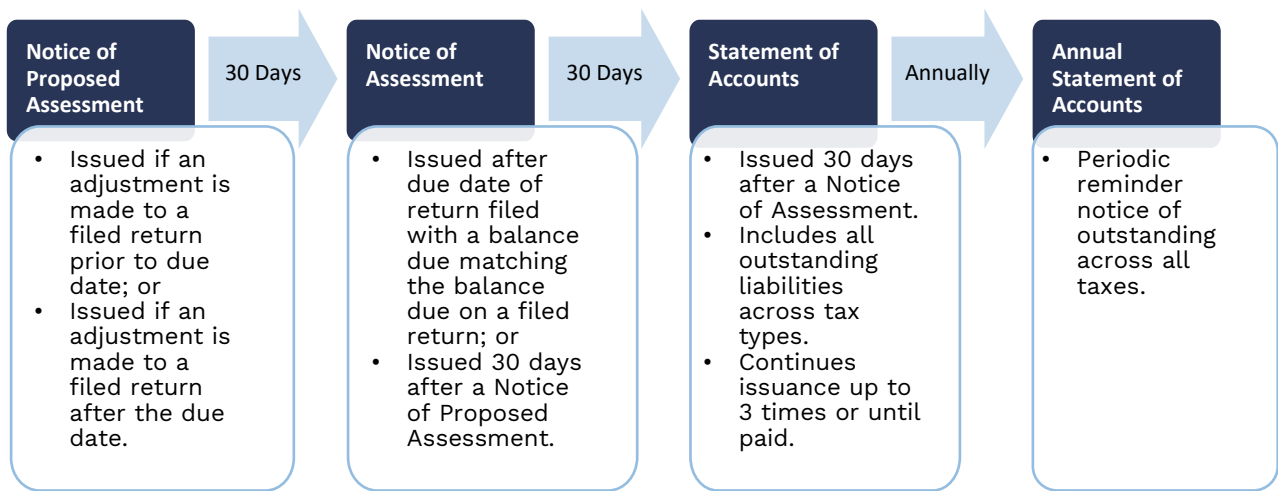 Notice of
Proposed
Assessment
30 Days
Notice of
Assessment
30 Days
Statement of
Accounts
Annually
Annual
Statement of
Accounts
• Issued if an
adjustment is
made to a
filed return
prior to due
date; or
• Issued if an
adjustment is
made to a
filed return
after the due
date.
• Issued after
due date of
return filed
with a balance
due matching
the balance
due on a filed
return; or
• Issued 30 days
after a Notice
of Proposed
Assessment.
• Issued 30 days
after a Notice
of Assessment.
• Includes all
outstanding
liabilities
across tax
types.
• Continues
issuance up to
3 times or until
paid.
• Periodic
reminder
notice of
outstanding
across all
taxes.